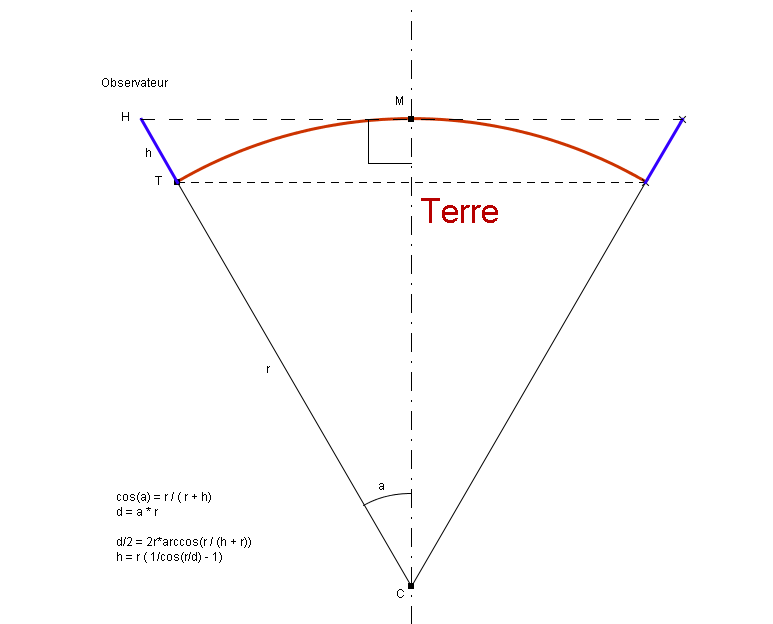 Observateur
M
H
h
T
Terre
r
a
cos(a) = r / ( r + h)
d = a * r
d/2 = 2r*arccos(r / (h + r))
h = r ( 1/cos(r/d) - 1)
C